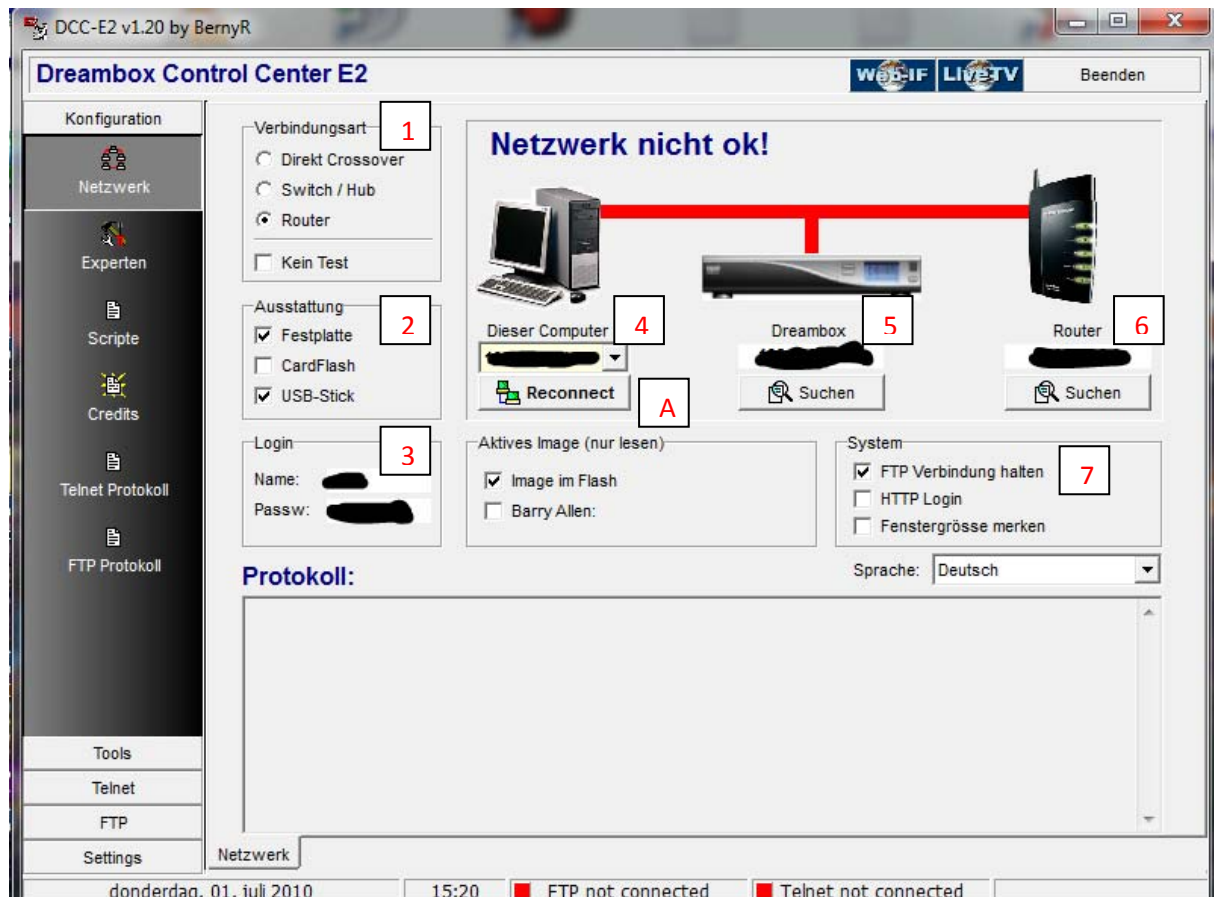 DCC-E2 v1.20 by BernyR
Dreambox Control Center E2
Web-IF
LiveTV
Beenden
Konfiguration
Netzwerk
Experten
Scripte
Credits
Telnet Protokoll
FTP Protokoll
Tools
Telnet
FTP
Settings
Verbindungsart
1
Direkt Crossover
Switch / Hub
Router
Kein Test
Ausstattung
2
Festplatte
CardFlash
USB-Stick
Login
3
Name:
Passw:
Netzwerk nicht ok!
Dieser Computer
4
Reconnect
A
Dreambox
5
Suchen
Router
6
Suchen
Aktives Image (nur lesen)
Image im Flash
Barry Allen:
System
7
FTP Verbindung halten
HTTP Login
Fenstergrösse merken
Sprache: Deutsch
Protokoll:
Netzwerk
donderdag, 01. juli 2010
15:20
FTP not connected
Telnet not connected